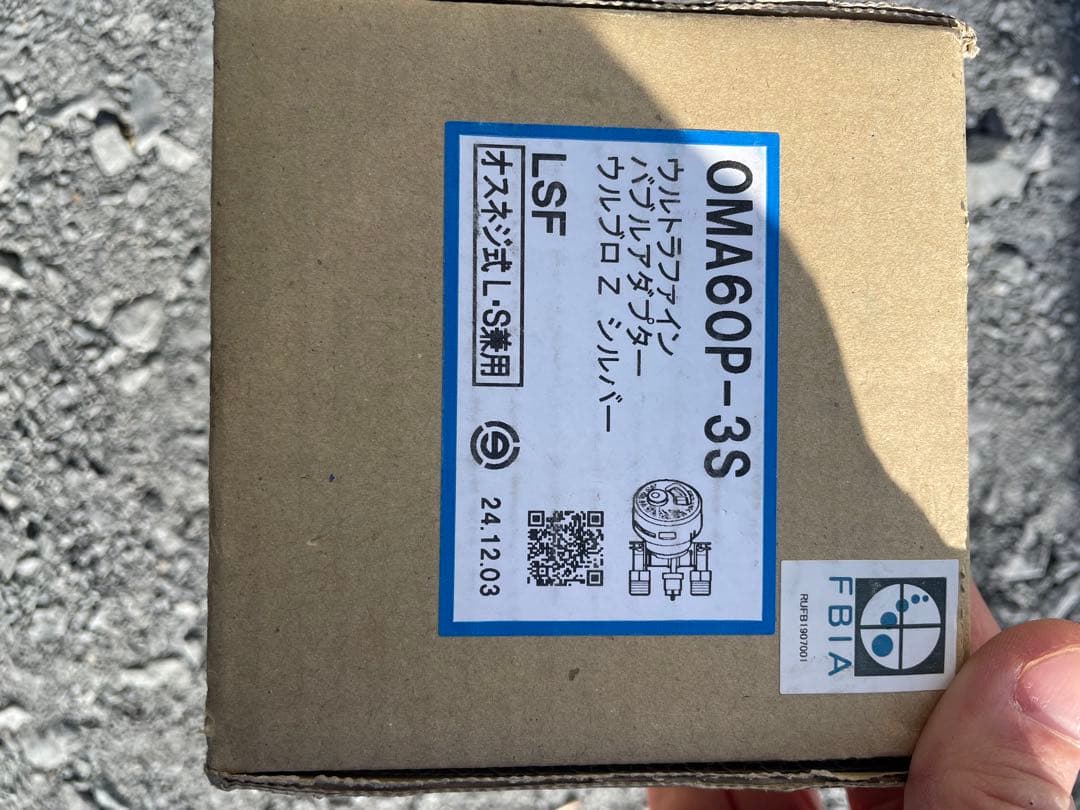 OMA60P-3S
ウルトラファイン
バブルアダプター
ウルブロZ シルバー
LSF
オスネジ式 L・S兼用
24.12.03
FBIA
RUFB1907001